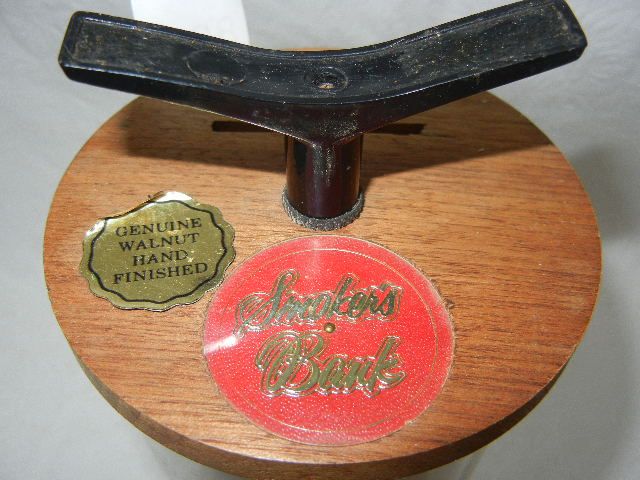 GENUINE
WALNUT
HAND
FINISHED
Smoker's
Bank